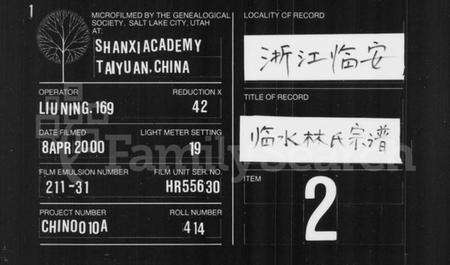 1
MICROFILMED BY THE GENEALOGICAL
SOCIETY, SALT LAKE CITY, UTAH
AT:
SHANXI ACADEMY
TAIYUAN, CHINA
OPERATOR
REDUCTION X
LIU NING. 169
42
DATE FILMED
LIGHT METER SETTING
8 APR 2000
19
FILM EMULSION NUMBER
FILM UNIT SER. NO.
211-31
HR55630
PROJECT NUMBER
ROLL NUMBER
CHINO010A
414
LOCALITY OF RECORD
浙江临安
TITLE OF RECORD
临水林氏宗谱
ITEM
2
FamilySearch